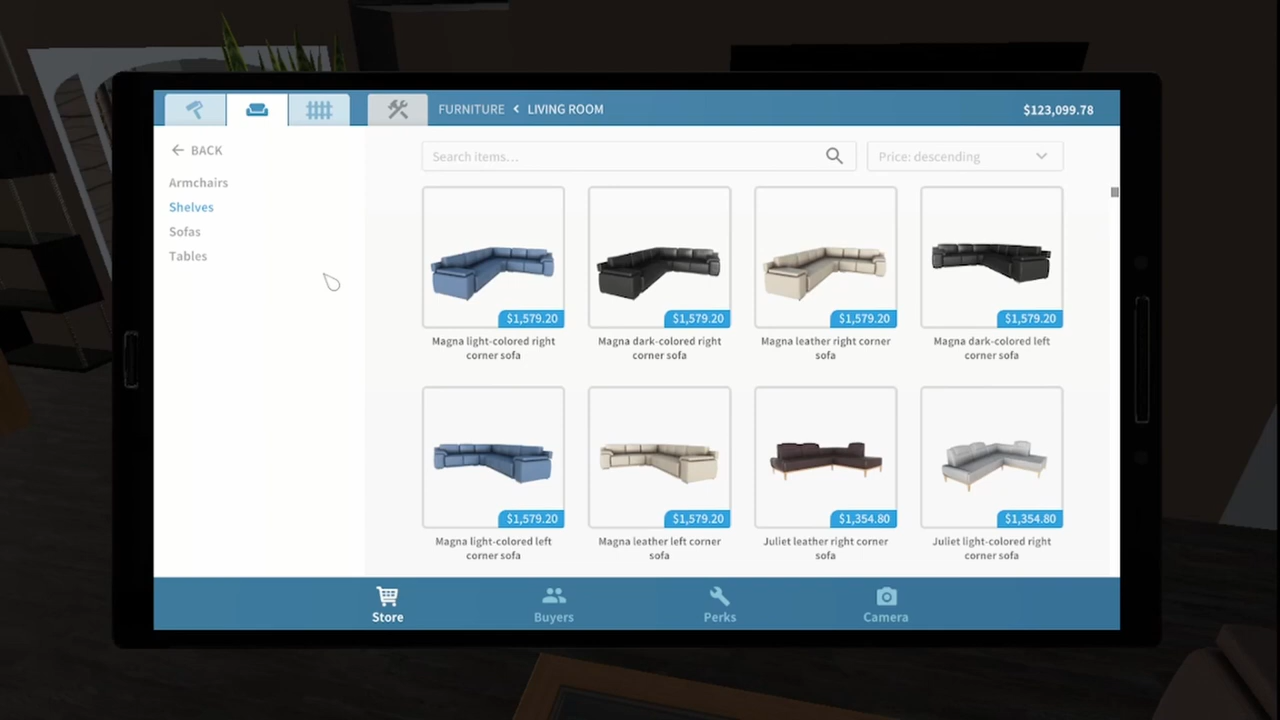 FURNITURE < LIVING ROOM
$123,099.78
BACK
Armchairs
Shelves
Sofas
Tables
Search items...
Price: descending
$1,579.20
$1,579.20
$1,579.20
$1,579.20
Magna light-colored right
corner sofa
Magna dark-colored right
corner sofa
Magna leather right corner
sofa
Magna dark-colored left
corner sofa
$1,579.20
$1,579.20
$1,354.80
$1,354.80
Magna light-colored left
corner sofa
Magna leather left corner
sofa
Juliet leather right corner
sofa
Juliet light-colored right
corner sofa
Store
Buyers
Perks
Camera